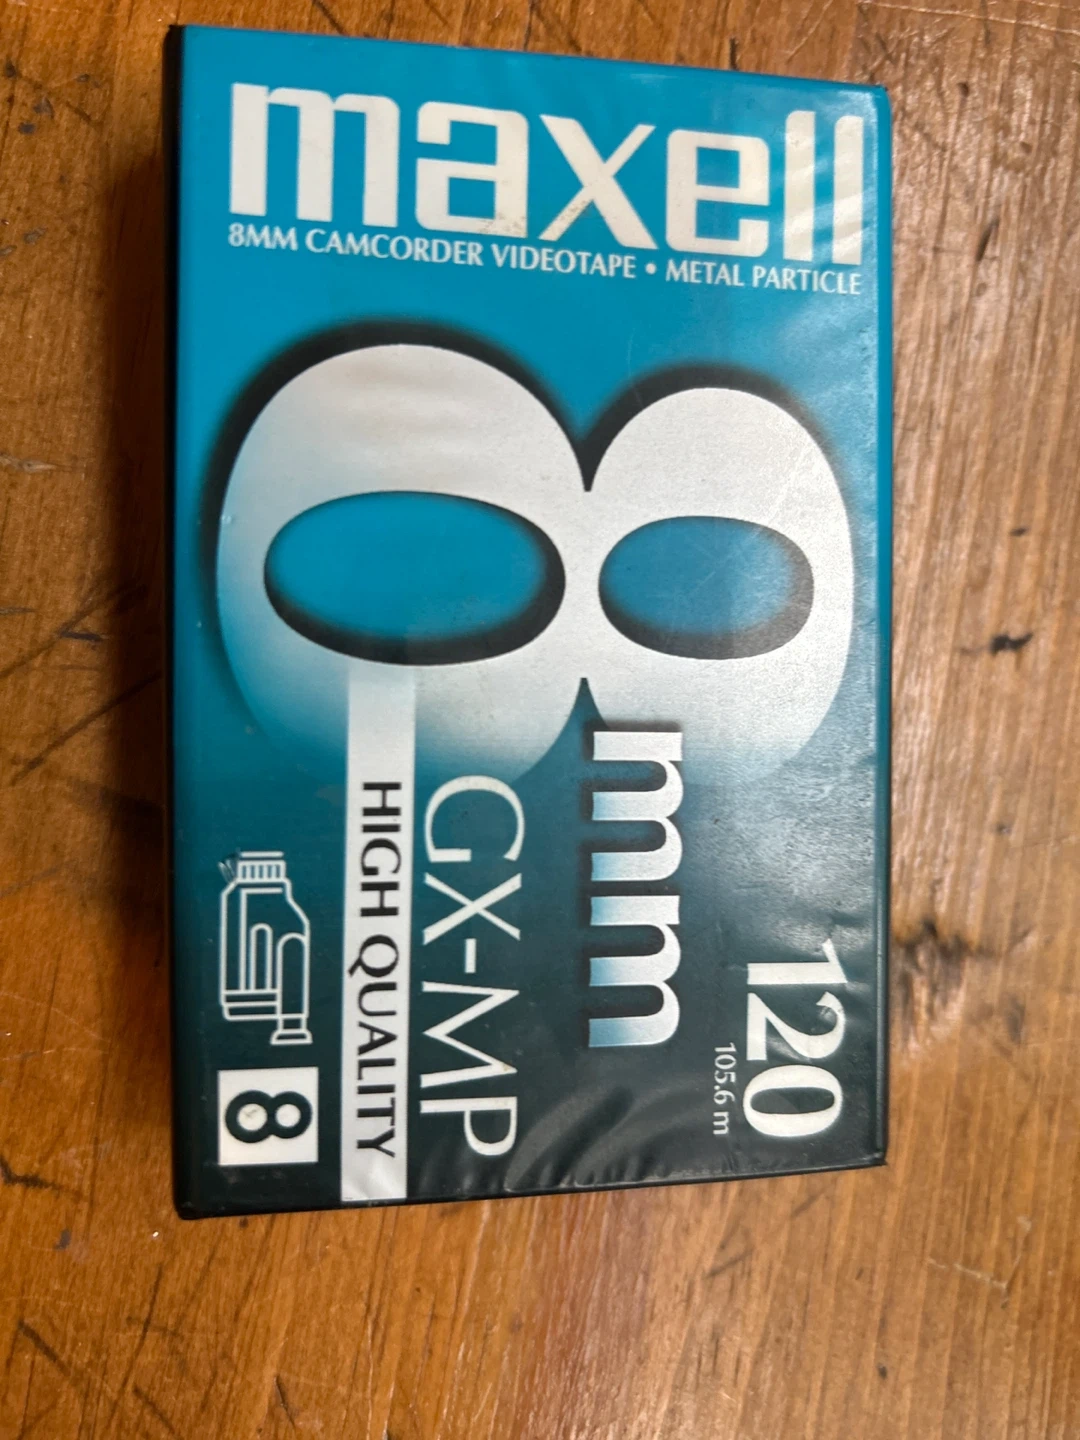 maxell
8MM CAMCORDER VIDEOTAPE • METAL PARTICLE
8
mm
120
105.6 m
GX-MP
HIGH QUALITY
8